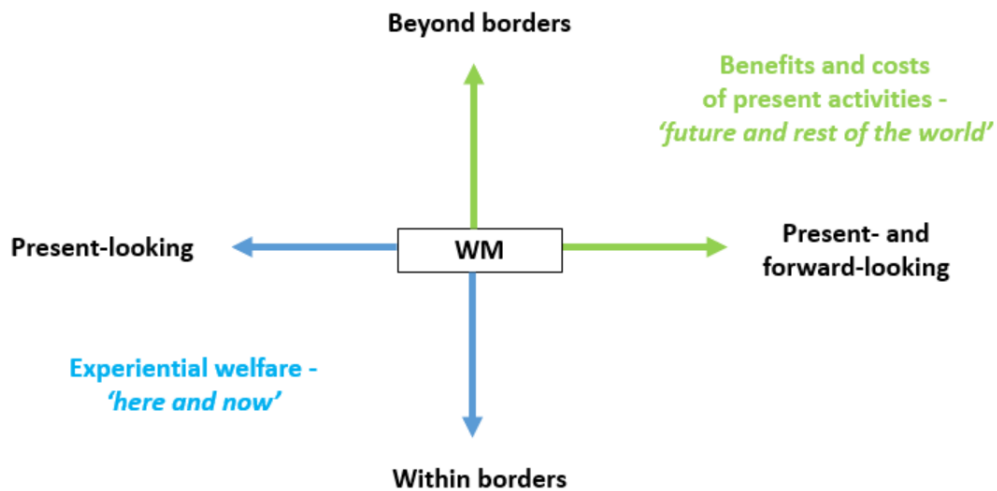 Beyond borders
Benefits and costs
of present activities -
‘future and rest of the world’
Present-looking
WM
Present- and
forward-looking
Experiential welfare -
‘here and now’
Within borders